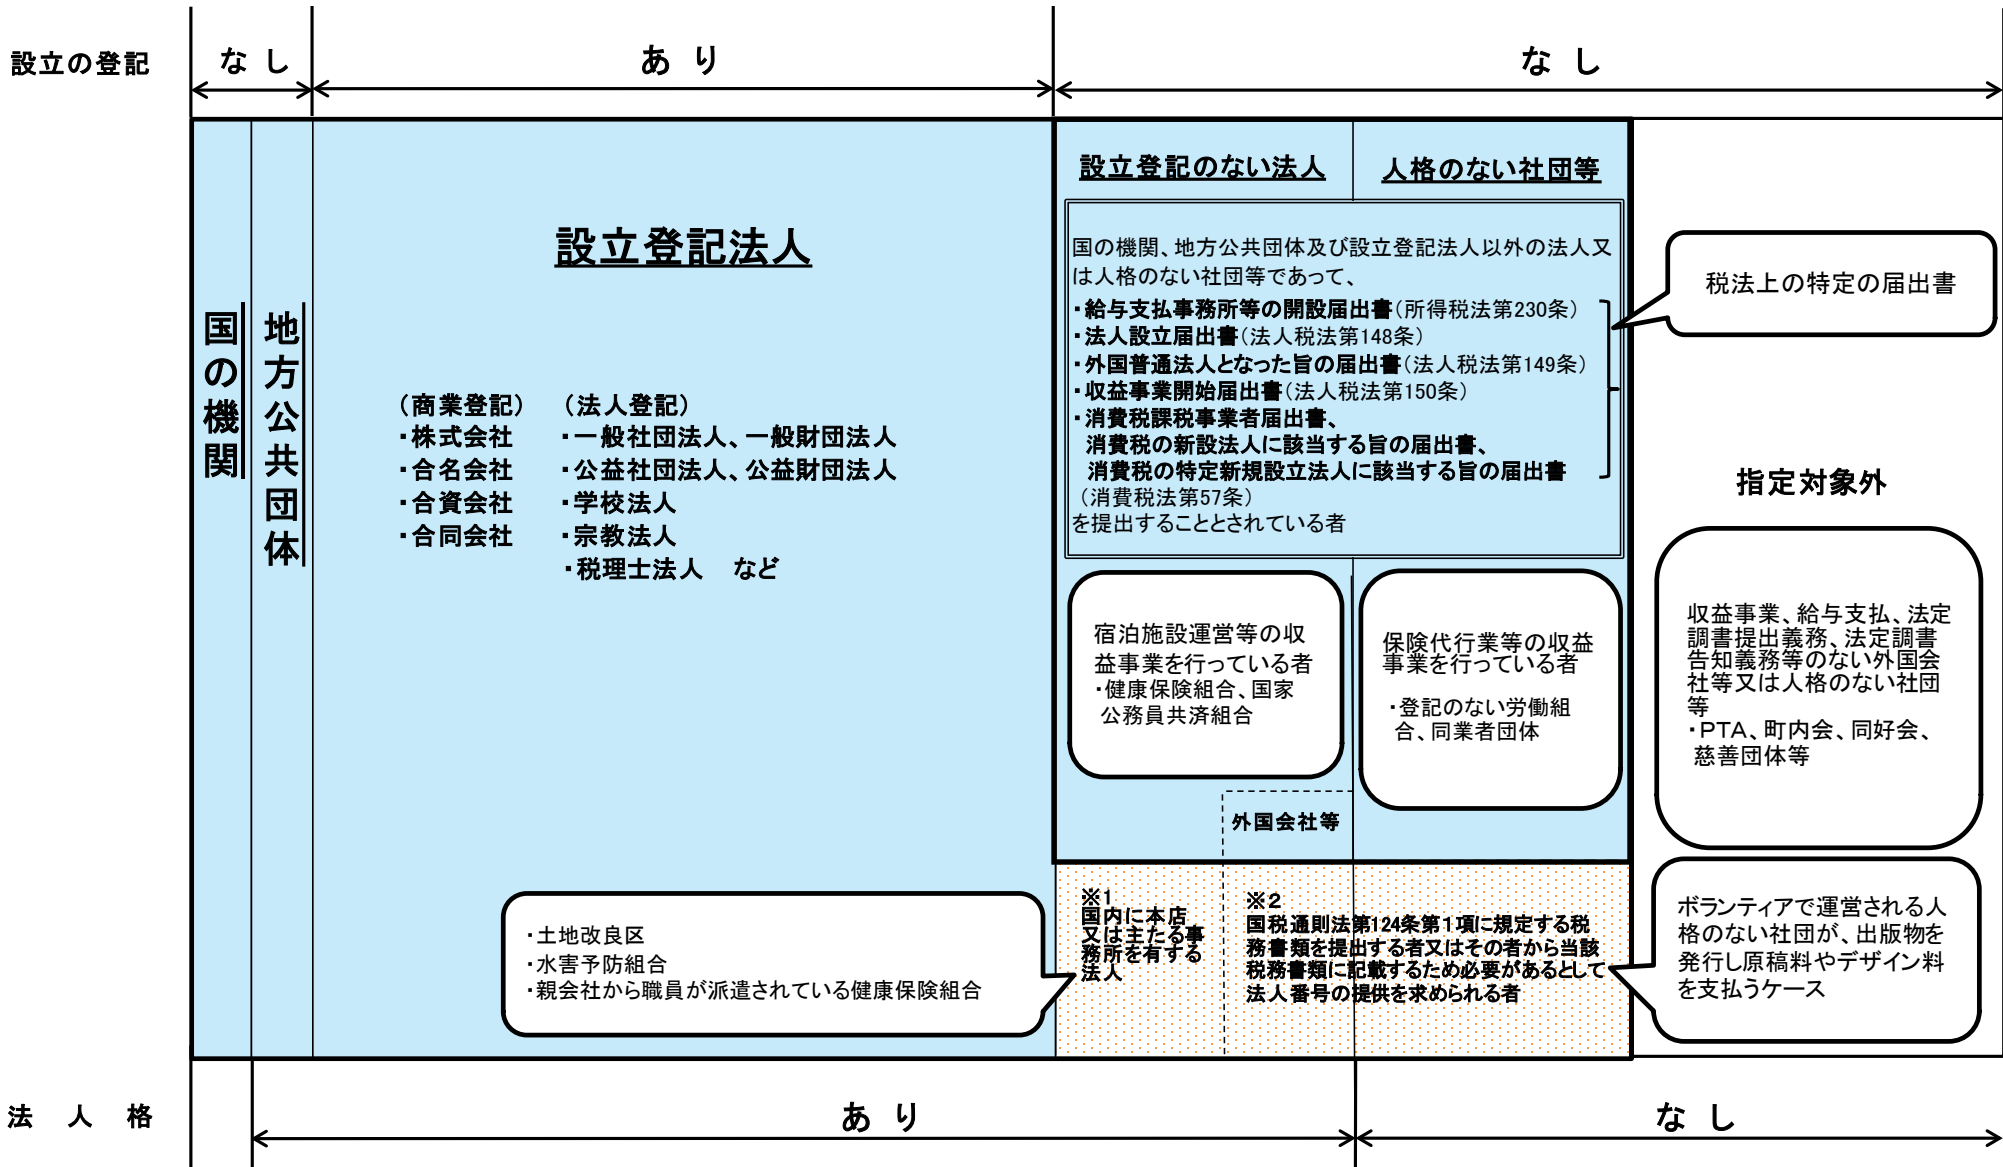 設立の登記
なし
あり
なし
国の機関
地方公共団体
設立登記法人
（商業登記）
・株式会社
・合名会社
・合資会社
・合同会社
（法人登記）
・一般社団法人、一般財団法人
・公益社団法人、公益財団法人
・学校法人
・宗教法人
・税理士法人　など
設立登記のない法人
人格のない社団等
国の機関、地方公共団体及び設立登記法人以外の法人又
は人格のない社団等であって、
・給与支払事務所等の開設届出書（所得税法第230条）
・法人設立届出書（法人税法第148条）
・外国普通法人となった旨の届出書（法人税法第149条）
・収益事業開始届出書（法人税法第150条）
・消費税課税事業者届出書、
消費税の新設法人に該当する旨の届出書、
消費税の特定新規設立法人に該当する旨の届出書
（消費税法第57条）
を提出することとされている者
税法上の特定の届出書
宿泊施設運営等の収
益事業を行っている者
・健康保険組合、国家
公務員共済組合
保険代行業等の収益
事業を行っている者
・登記のない労働組
合、同業者団体
外国会社等
指定対象外
収益事業、給与支払、法定
調書提出義務、法定調書
告知義務等のない外国会
社等又は人格のない社団
等
・PTA、町内会、同好会、
慈善団体等
・土地改良区
・水害予防組合
・親会社から職員が派遣されている健康保険組合
※1
国内に本店
又は主たる事
務所を有する
法人
※2
国税通則法第124条第1項に規定する税
務書類を提出する者又はその者から当該
税務書類に記載するため必要があるとして
法人番号の提供を求められる者
ボランティアで運営される人
格のない社団が、出版物を
発行し原稿料やデザイン料
を支払うケース
法人格
あり
なし